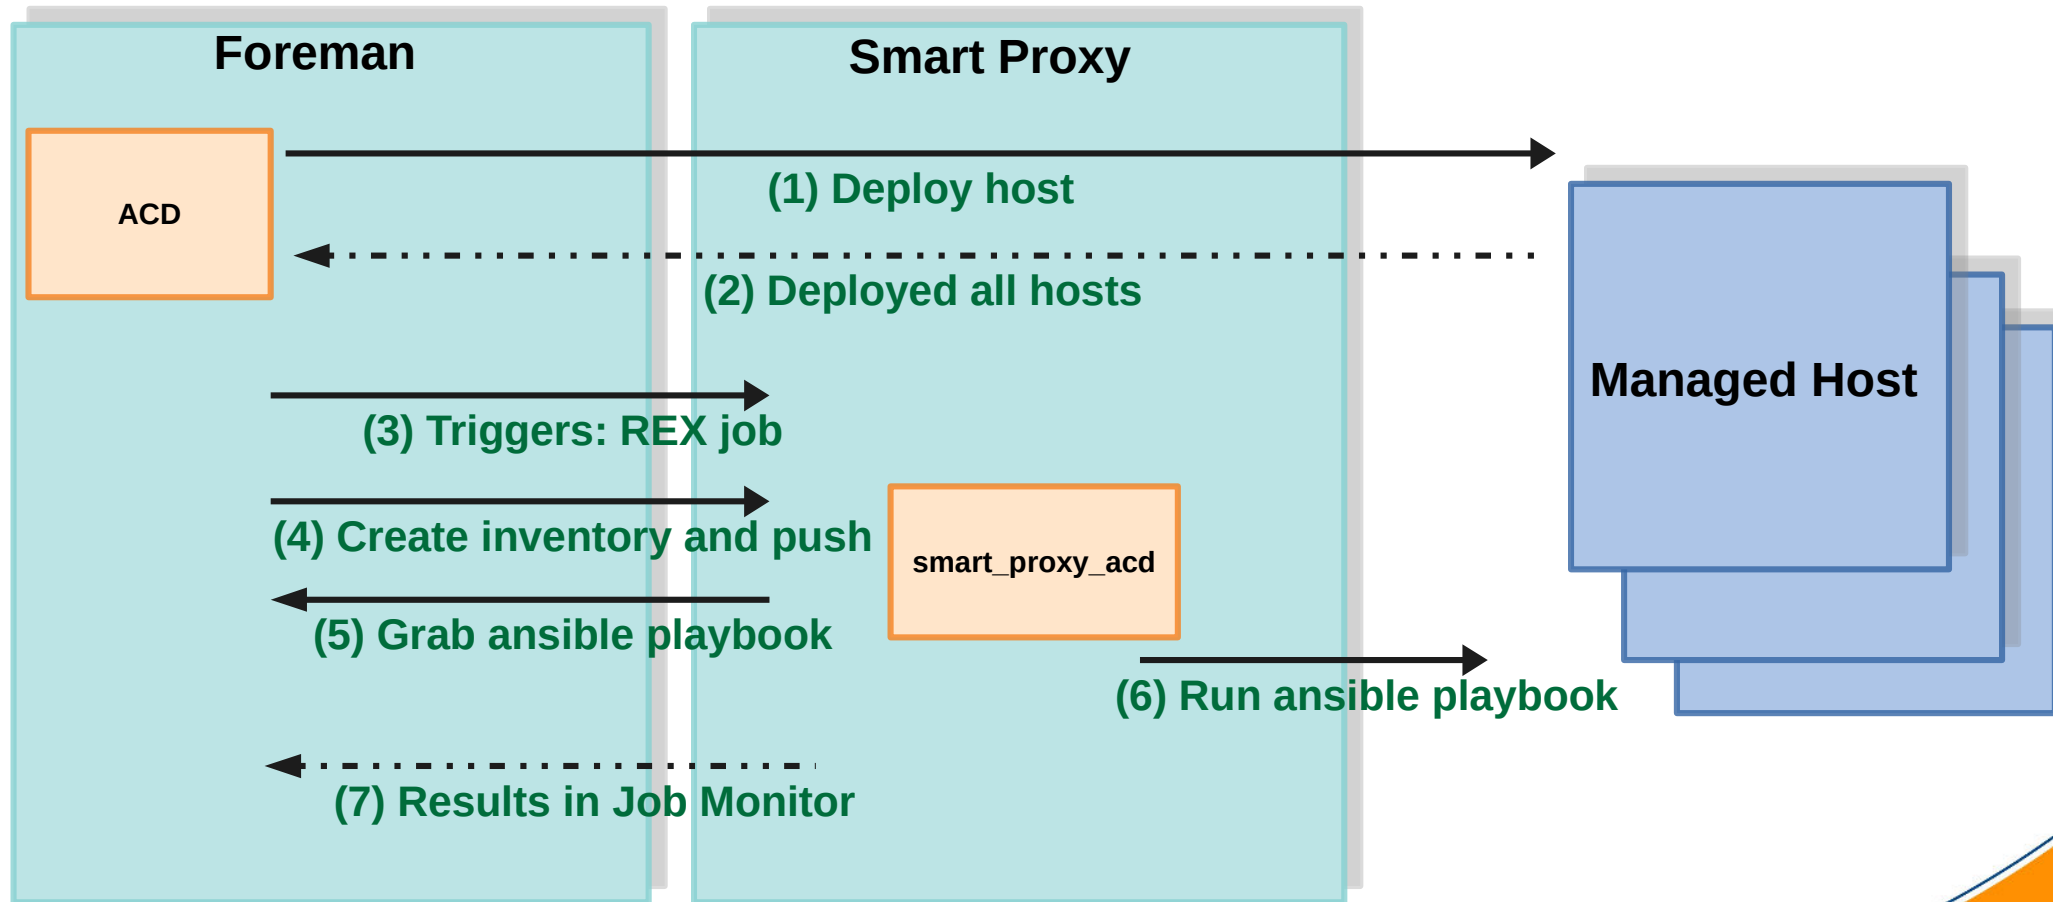 Foreman
Smart Proxy
ACD
(1) Deploy host
(2) Deployed all hosts
Managed Host
(3) Triggers: REX job
(4) Create inventory and push
smart_proxy_acd
(5) Grab ansible playbook
(6) Run ansible playbook
(7) Results in Job Monitor